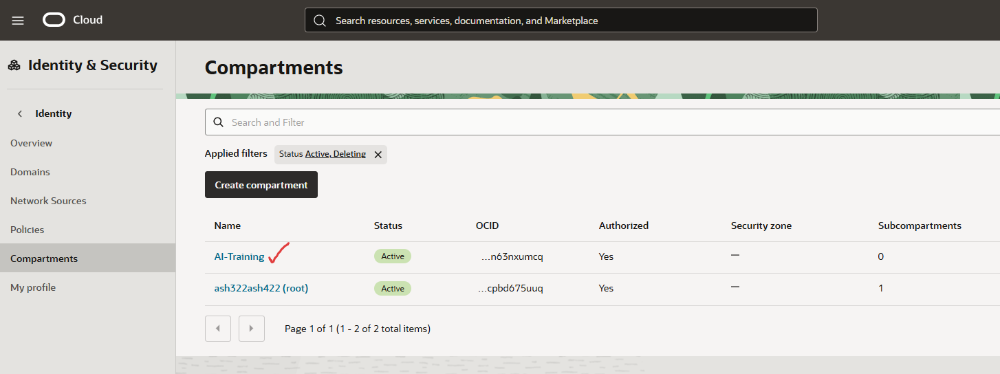 Cloud
Search resources, services, documentation, and Marketplace
Identity & Security
Identity
Overview
Domains
Network Sources
Policies
Compartments
My profile
Compartments
Search and Filter
Applied filters Status Active, Deleting
Create compartment
Name Status OCID Authorized Security zone Subcompartments
AI-Training Active ...n63nxumcq Yes — 0
ash322ash422 (root) Active ...cpbd675uuq Yes — 1
Page 1 of 1 (1 - 2 of 2 total items)